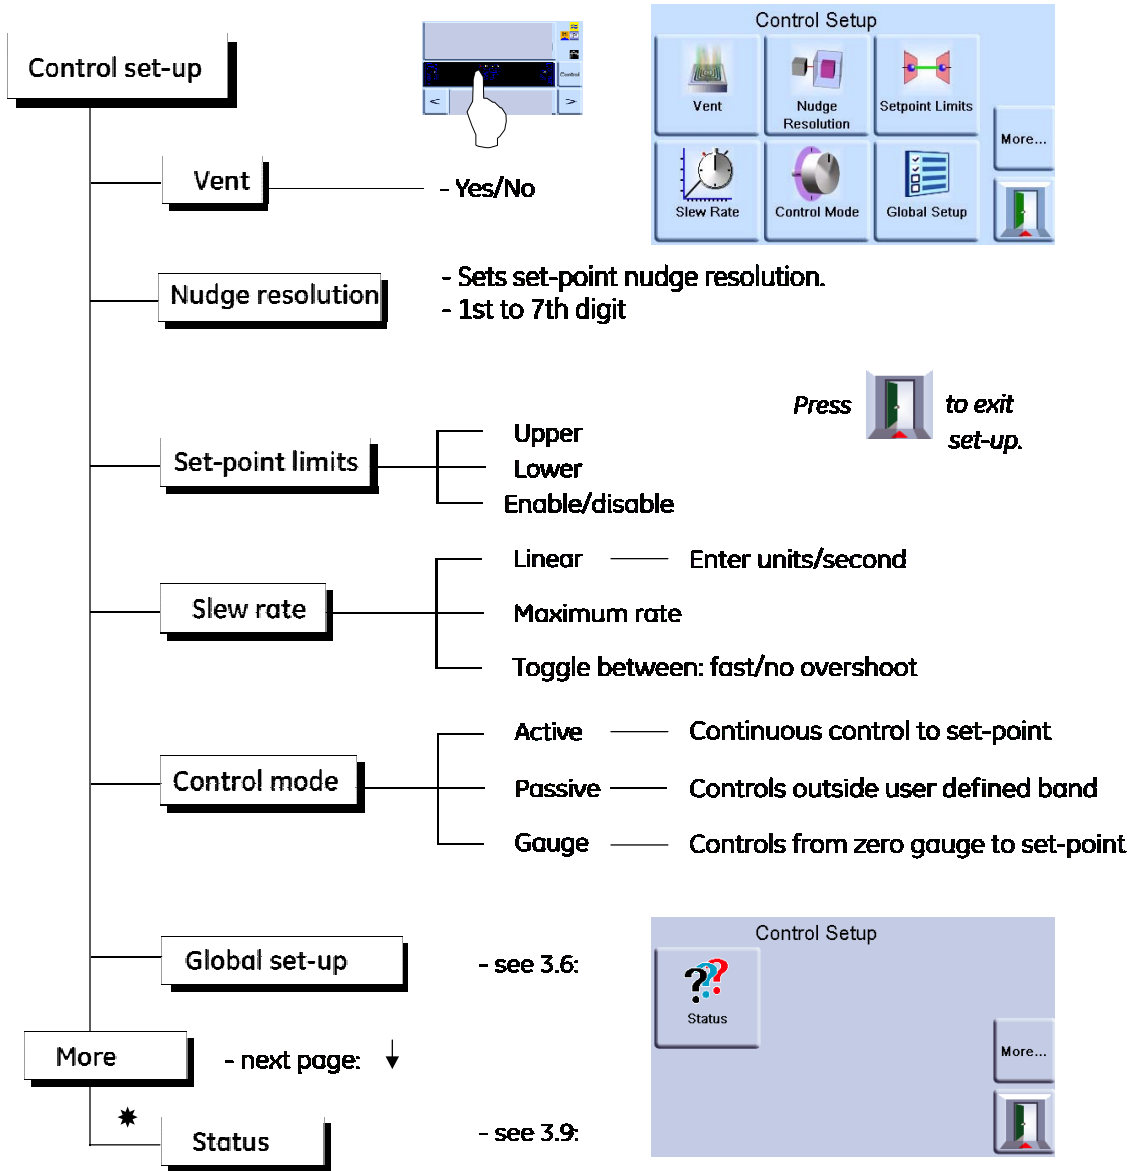 Control set-up
Control
<
>
Control Setup
Vent
Nudge
Resolution
Setpoint Limits
More...
Slew Rate
Control Mode
Global Setup
Vent
- Yes/No
Nudge resolution
- Sets set-point nudge resolution.
- 1st to 7th digit
Press
to exit
set-up.
Set-point limits
Upper
Lower
Enable/disable
Slew rate
Linear
Enter units/second
Maximum rate
Toggle between: fast/no overshoot
Control mode
Active
Continuous control to set-point
Passive
Controls outside user defined band
Gauge
Controls from zero gauge to set-point
Global set-up
- see 3.6:
Control Setup
???
Status
More...
More
- next page:
Status
- see 3.9: